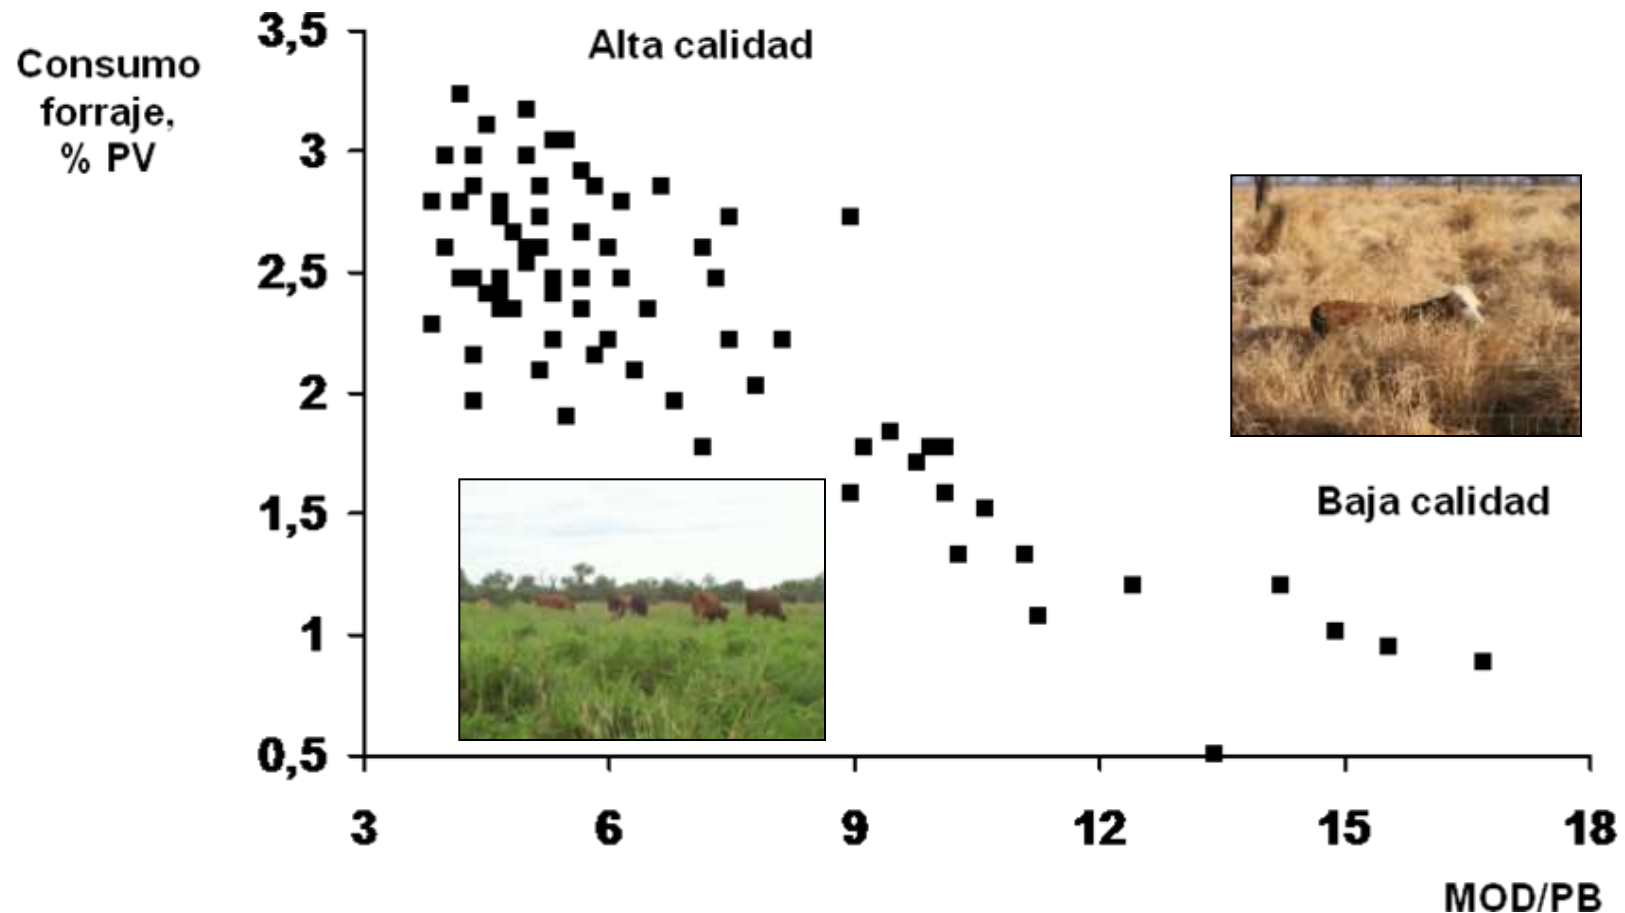 Consumo
forraje,
% PV
Alta calidad
3,5
3
2,5
2
1,5
1
0,5
Baja calidad
3 6 9 12 15 18
MOD/PB